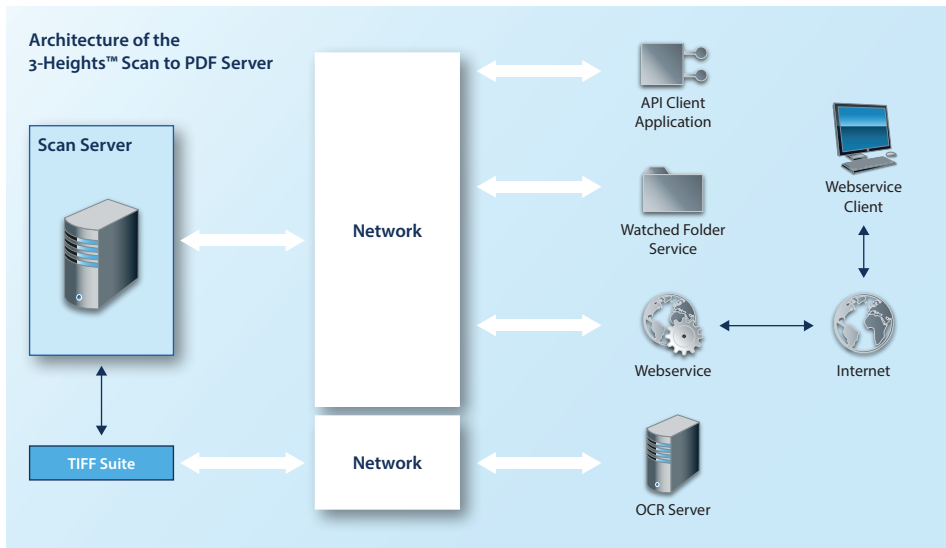 Architecture of the
3-Heights™ Scan to PDF Server
Scan Server
Network
API Client
Application
Watched Folder
Service
Webservice
Client
Webservice
Internet
TIFF Suite
Network
OCR Server